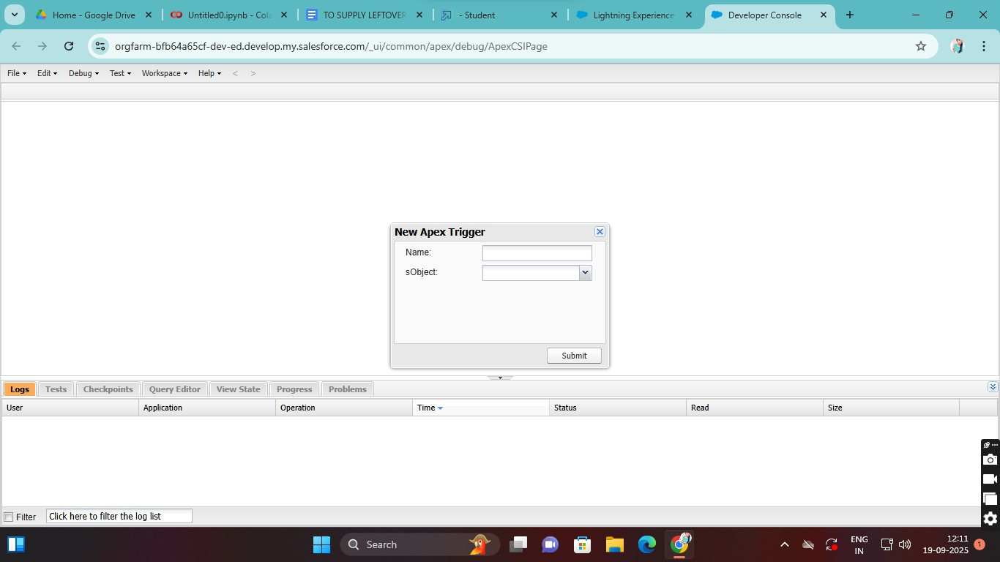 Home - Google Drive
Untitled0.ipynb - Cola
TO SUPPLY LEFTOVER
- Student
Lightning Experience
Developer Console
orgfarm-bfb64a65cf-dev-ed.develop.my.salesforce.com/_ui/common/apex/debug/ApexCSIPage
File Edit Debug Test Workspace Help < >
New Apex Trigger
Name:
sObject:
Submit
Logs Tests Checkpoints Query Editor View State Progress Problems
User Application Operation Time Status Read Size
Filter Click here to filter the log list
Search
ENG
IN
12:11
19-09-2025
1